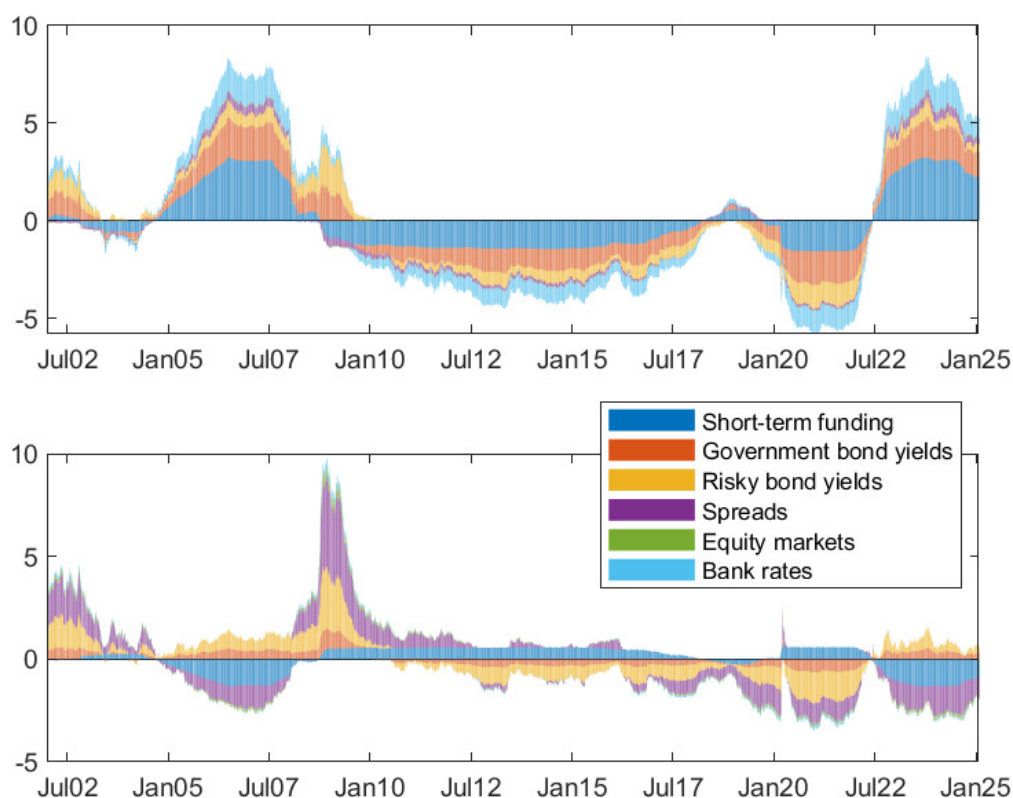 10
5
0
-5
Jul02 Jan05 Jul07 Jan10 Jul12 Jan15 Jul17 Jan20 Jul22 Jan25
Short-term funding
Government bond yields
Risky bond yields
Spreads
Equity markets
Bank rates
10
5
0
-5
Jul02 Jan05 Jul07 Jan10 Jul12 Jan15 Jul17 Jan20 Jul22 Jan25